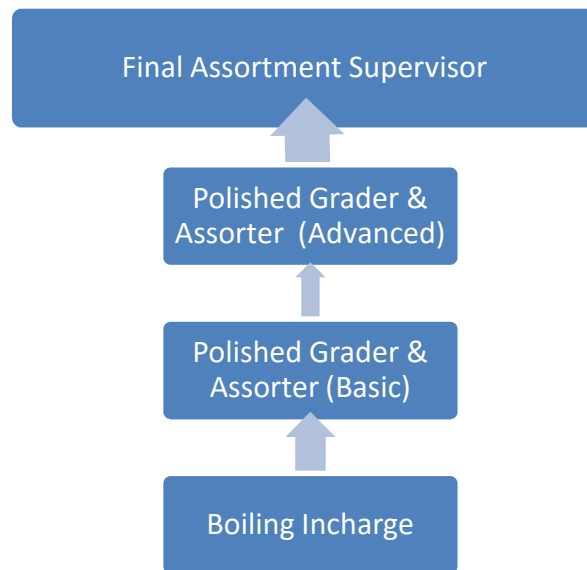 Final Assortment Supervisor
Polished Grader &
Assorter (Advanced)
Polished Grader &
Assorter (Basic)
Boiling Incharge